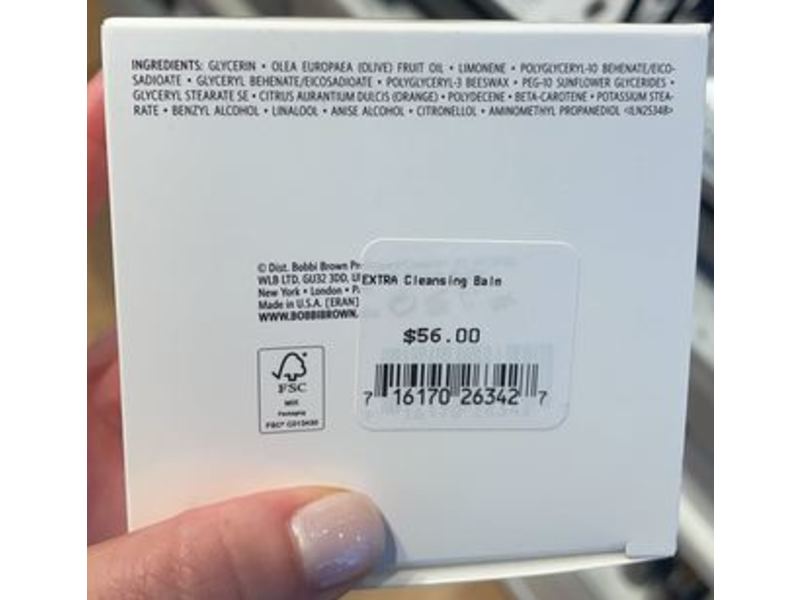 INGREDIENTS: GLYCERIN • OLEA EUROPAEA (OLIVE) FRUIT OIL • LIMONENE • POLYGLYCERYL-10 BEHENATE/EICO-
SADIOATE • GLYCERYL BEHENATE/EICOSADIOATE • POLYGLYCERYL-3 BEESWAX • PEG-10 SUNFLOWER GLYCERIDES •
GLYCERYL STEARATE SE • CITRUS AURANTIUM DULCIS (ORANGE) • POLYDECENE • BETA-CAROTENE • POTASSIUM STEA-
RATE • BENZYL ALCOHOL • LINALOOL • ANISE ALCOHOL • CITRONELLOL • AMINOMETHYL PROPANEDIOL <ILN25348>
© Dist. Bobbi Brown Pr
WLB LTD, GU32 3DD, U
New York • London • P
Made in U.S.A. [ERAN]
WWW.BOBBIBROWN.
EXTRA Cleansing Balm
$56.00
7 16170 26342 7
FSC
MIX
Packaging